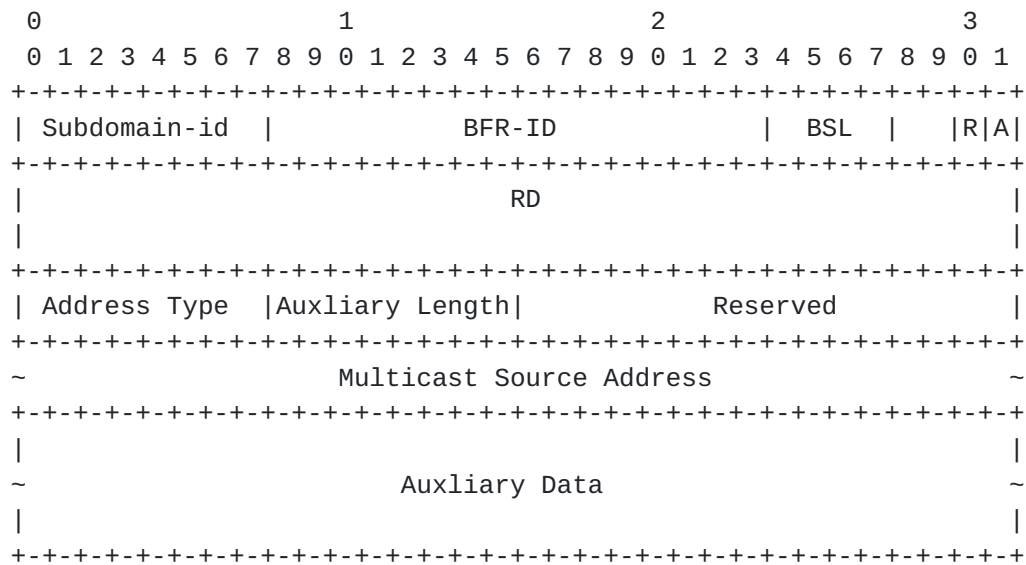 0                   1                   2                   3
 0 1 2 3 4 5 6 7 8 9 0 1 2 3 4 5 6 7 8 9 0 1 2 3 4 5 6 7 8 9 0 1
+-+-+-+-+-+-+-+-+-+-+-+-+-+-+-+-+-+-+-+-+-+-+-+-+-+-+-+-+-+-+-+-+
| Subdomain-id  |            BFR-ID             |  BSL  |   |R|A|
+-+-+-+-+-+-+-+-+-+-+-+-+-+-+-+-+-+-+-+-+-+-+-+-+-+-+-+-+-+-+-+-+
|                               RD                              |
|                                                               |
+-+-+-+-+-+-+-+-+-+-+-+-+-+-+-+-+-+-+-+-+-+-+-+-+-+-+-+-+-+-+-+-+
| Address Type  |Auxliary Length|            Reserved           |
+-+-+-+-+-+-+-+-+-+-+-+-+-+-+-+-+-+-+-+-+-+-+-+-+-+-+-+-+-+-+-+-+
~                    Multicast Source Address                   ~
+-+-+-+-+-+-+-+-+-+-+-+-+-+-+-+-+-+-+-+-+-+-+-+-+-+-+-+-+-+-+-+-+
|                                                               |
~                        Auxliary Data                          ~
|                                                               |
+-+-+-+-+-+-+-+-+-+-+-+-+-+-+-+-+-+-+-+-+-+-+-+-+-+-+-+-+-+-+-+-+